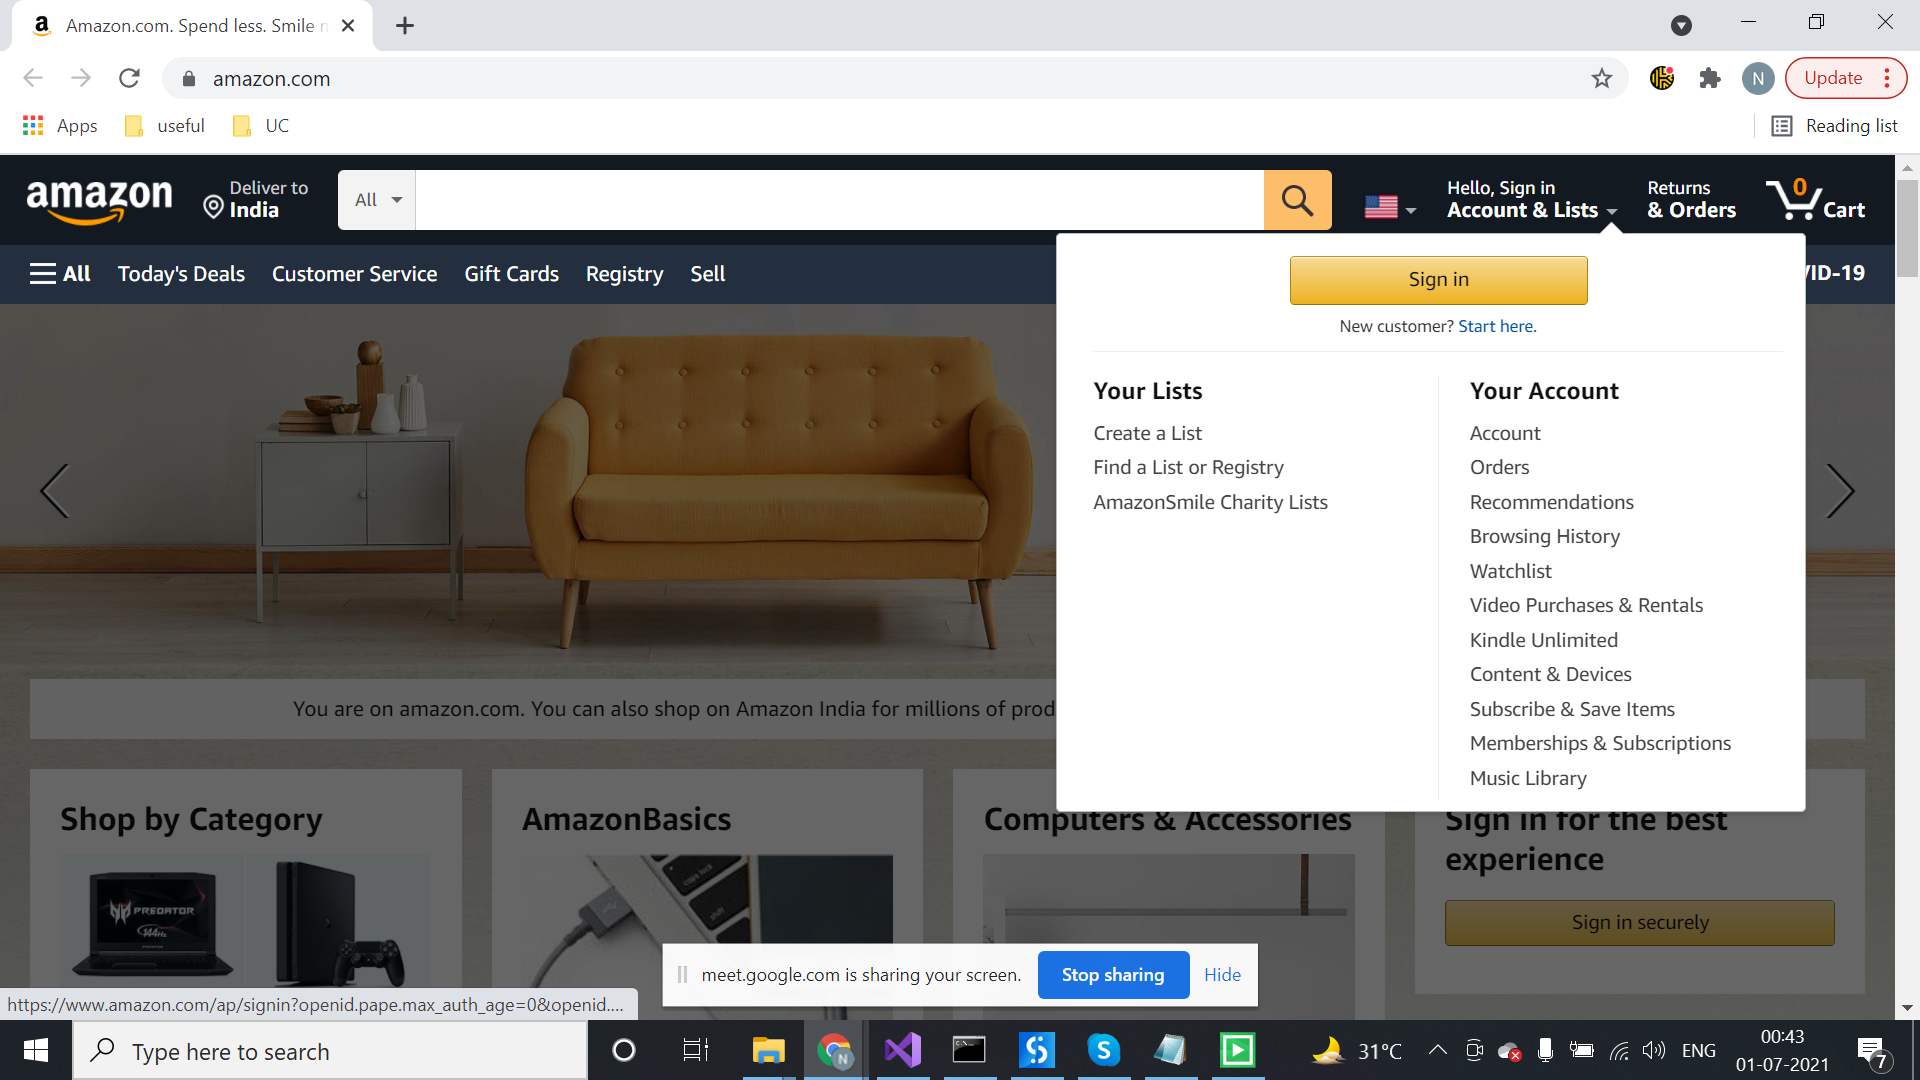 Amazon.com. Spend less. Smile
amazon.com
N
Update
Apps
useful
UC
Reading list
amazon
Deliver to
India
All
Hello, Sign in
Account & Lists
Returns
& Orders
0
Cart
All
Today's Deals
Customer Service
Gift Cards
Registry
Sell
VID-19
Sign in
New customer? Start here.
Your Lists
Create a List
Find a List or Registry
AmazonSmile Charity Lists
Your Account
Account
Orders
Recommendations
Browsing History
Watchlist
Video Purchases & Rentals
Kindle Unlimited
Content & Devices
Subscribe & Save Items
Memberships & Subscriptions
Music Library
You are on amazon.com. You can also shop on Amazon India for millions of prod
Shop by Category
AmazonBasics
Computers & Accessories
Sign in for the best
experience
Sign in securely
PREDATOR
144Hz
caps lock
shift
meet.google.com is sharing your screen.
Stop sharing
Hide
https://www.amazon.com/ap/signin?openid.pape.max_auth_age=0&openid....
Type here to search
N
31°C
ENG
00:43
01-07-2021
7